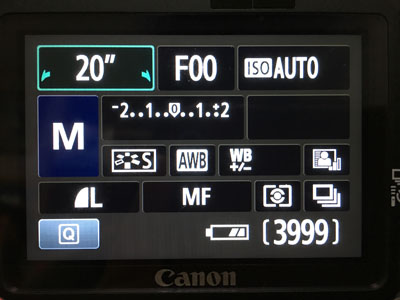 20" F00 ISO AUTO
M -2..1..0..1..+2
S AWB WB +/-
L MF
Q [3999]
Canon